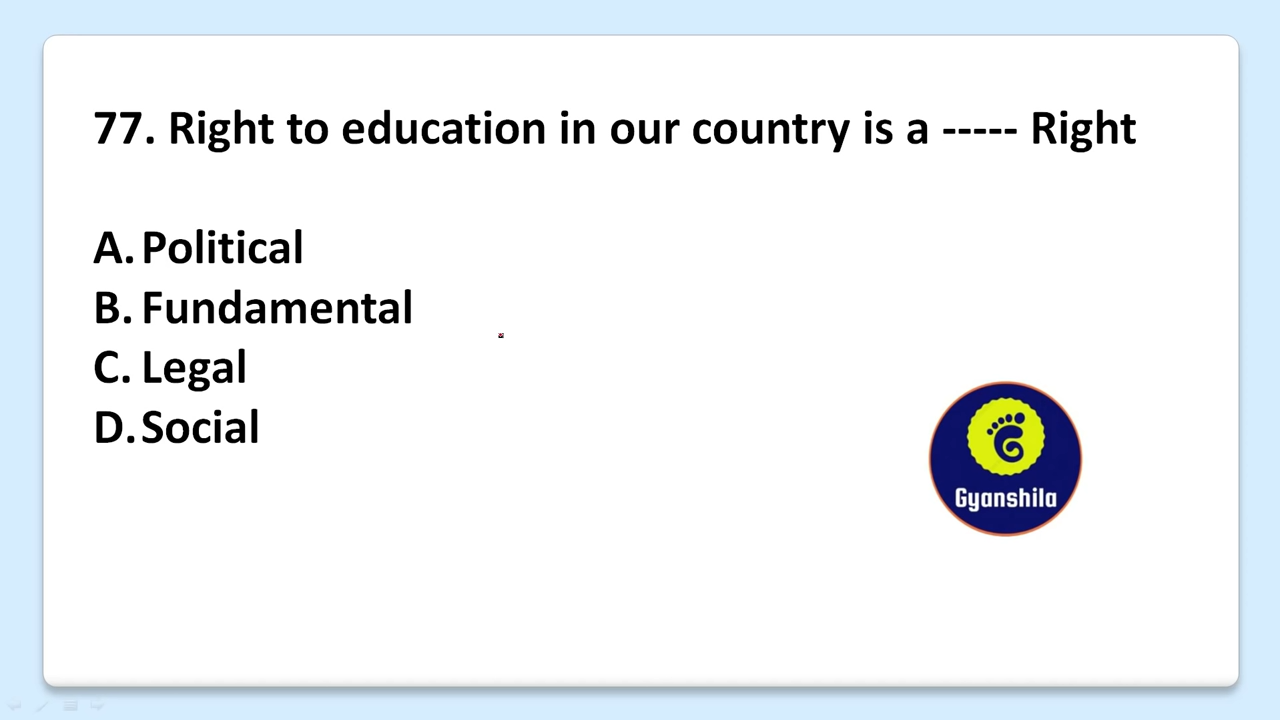 77. Right to education in our country is a ----- Right
A. Political
B. Fundamental
C. Legal
D. Social
Gyanshila